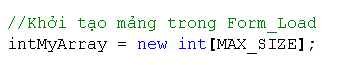 //Khởi tạo mảng trong Form_Load
intMyArray = new int[MAX_SIZE];